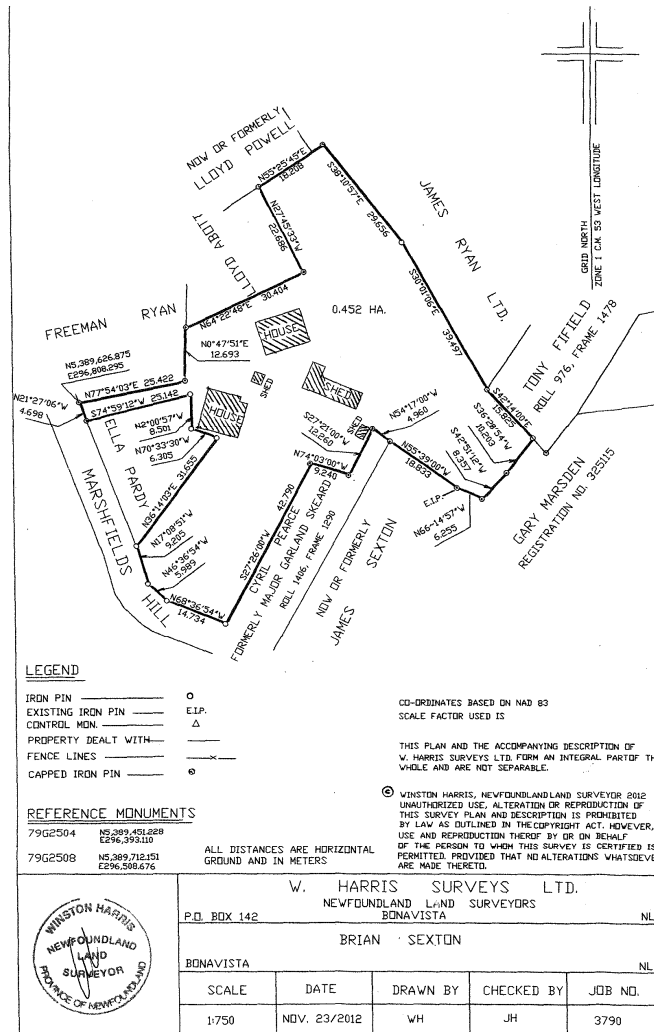 NOW OR FORMERLY
LLOYD POWELL
N55°25'45"E
18.208
S38°10'57"E
29.656
JAMES
RYAN
LTD.
GRID NORTH
ZONE 1 C.M. 53 WEST LONGITUDE
N27°45'33"W
22.686
LLOYD ABOTT
S30°01'06"E
39.497
N64°22'48"E 30.404
0.452 HA.
FREEMAN RYAN
HOUSE
N0°47'51"E
12.693
TONY FIFIELD
ROLL 976, FRAME 1478
N5,389,626.875
E296,808.295
N77°54'03"E 25.422
N21°27'06"W
4.698
S74°59'12"W 25.142
SHED
SHED
HOUSE
S42°14'00"E
15.625
N2°00'57"W
8.501
S27°21'00"W
12.260
SHED
N54°17'00"W
4.960
S36°28'54"W
10.203
N70°33'30"W
6.305
ELLA PARDY
N74°03'00"W
9.240
N55°39'00"W
18.833
S42°51'12"W
8.357
N36°14'03"E 31.655
E.I.P.
GARY MARSDEN
REGISTRATION NO. 325115
N66-14'57"W
6.255
MARSHFIELDS
HILL
N17°08'51"W
9.205
N46°36'54"W
5.989
S27°26'00"W 42.790
CYRIL PEARCE
FORMERLY MAJOR GARLAND SKEARD
ROLL 1406, FRAME 1290
NOW OR FORMERLY
JAMES SEXTON
N68°36'54"W
14.734
LEGEND
IRON PIN
EXISTING IRON PIN E.I.P.
CONTROL MON.
PROPERTY DEALT WITH
FENCE LINES
CAPPED IRON PIN
CO-ORDINATES BASED ON NAD 83
SCALE FACTOR USED IS
THIS PLAN AND THE ACCOMPANYING DESCRIPTION OF
W. HARRIS SURVEYS LTD. FORM AN INTEGRAL PARTOF TH
WHOLE AND ARE NOT SEPARABLE.
© WINSTON HARRIS, NEWFOUNDLAND LAND SURVEYOR 2012
UNAUTHORIZED USE, ALTERATION OR REPRODUCTION OF
THIS SURVEY PLAN AND DESCRIPTION IS PROHIBITED
BY LAW AS OUTLINED IN THE COPYRIGHT ACT. HOWEVER,
USE AND REPRODUCTION THEROF BY OR ON BEHALF
OF THE PERSON TO WHOM THIS SURVEY IS CERTIFIED IS
PERMITTED. PROVIDED THAT NO ALTERATIONS WHATSOEVE
ARE MADE THERETO.
REFERENCE MONUMENTS
79G2504 N5,389,451.228
E296,393.110
79G2508 N5,389,712.151
E296,508.676
ALL DISTANCES ARE HORIZONTAL
GROUND AND IN METERS
WINSTON HARRIS
NEWFOUNDLAND
LAND
SURVEYOR
PROVINCE OF NEWFOUNDLAND
W. HARRIS SURVEYS LTD.
NEWFOUNDLAND LAND SURVEYORS
P.O. BOX 142 BONAVISTA NL
BRIAN SEXTON
BONAVISTA NL
SCALE DATE DRAWN BY CHECKED BY JOB NO.
1:750 NOV. 23/2012 WH JH 3790